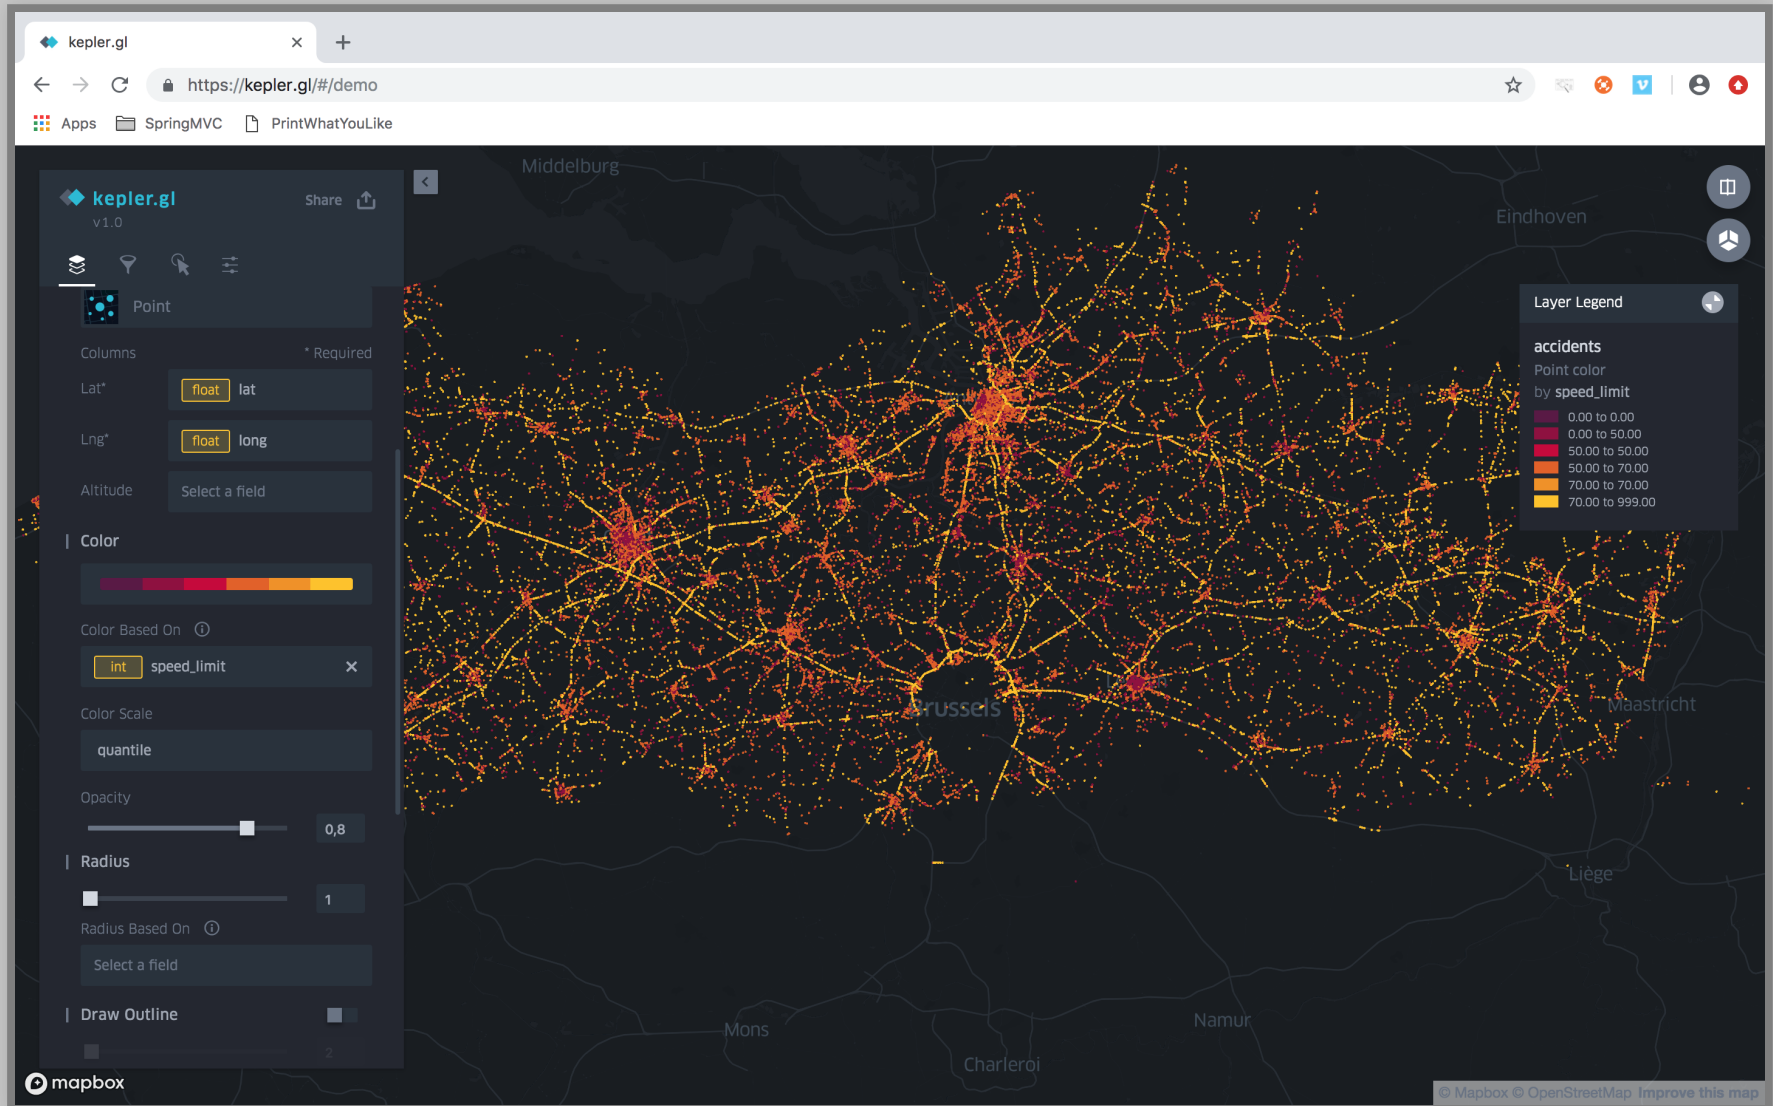 kepler.gl
https://kepler.gl/#/demo
Apps SpringMVC PrintWhatYouLike
kepler.gl
v1.0
Share
Point
Columns * Required
Lat* float lat
Lng* float long
Altitude Select a field
Color
Color Based On
int speed_limit
Color Scale
quantile
Opacity
0,8
Radius
1
Radius Based On
Select a field
Draw Outline
2
mapbox
Middelburg
Eindhoven
Brussels
Maastricht
Liège
Mons
Namur
Charleroi
Layer Legend
accidents
Point color
by speed_limit
0.00 to 0.00
0.00 to 50.00
50.00 to 50.00
50.00 to 70.00
70.00 to 70.00
70.00 to 999.00
© Mapbox © OpenStreetMap Improve this map